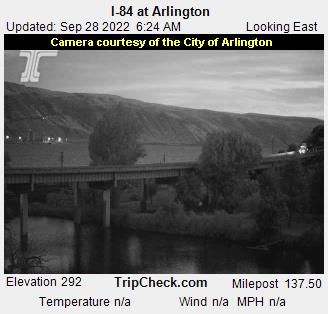 I-84 at Arlington
Updated: Sep 28 2022 6:24 AM Looking East
Camera courtesy of the City of Arlington
Elevation 292 TripCheck.com Milepost 137.50
Temperature n/a Wind n/a MPH n/a